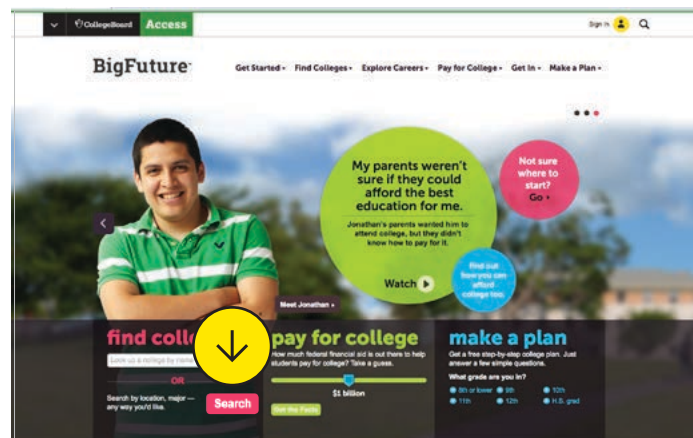 CollegeBoard Access
Sign in
BigFuture
Get Started Find Colleges Explore Careers Pay for College Get In Make a Plan
My parents weren't
sure if they could
afford the best
education for me.
Jonathan's parents wanted him to
attend college, but they didn't
know how to pay for it.
Watch
Not sure
where to
start?
Go
find out
how you can
afford
college too.
Meet Jonathan
find coll
Look up a college by name
OR
Search by location, major —
any way you'd like.
Search
pay for college
How much federal financial aid is out there to help
students pay for college? Take a guess.
$1 billion
Get the Facts
make a plan
Get a free step-by-step college plan. Just
answer a few simple questions.
What grade are you in?
8th or lower 9th 10th
11th 12th H.S. grad